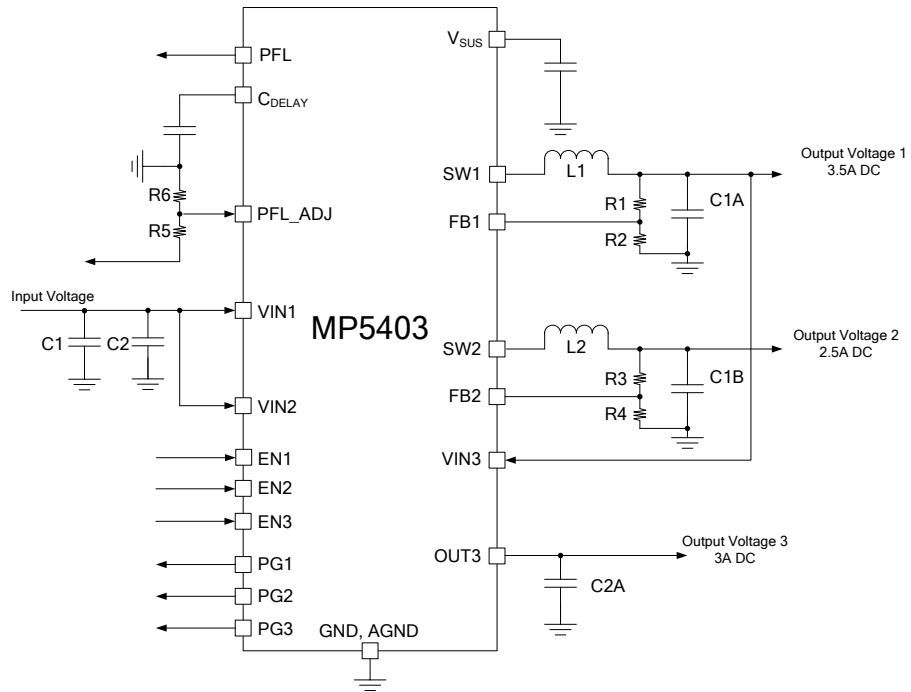 PFL
C_DELAY
R6
PFL_ADJ
R5
Input Voltage
VIN1
C1
C2
VIN2
EN1
EN2
EN3
PG1
PG2
PG3
GND, AGND
MP5403
V_SUS
SW1
L1
Output Voltage 1
3.5A DC
R1
C1A
FB1
R2
SW2
L2
Output Voltage 2
2.5A DC
R3
C1B
FB2
R4
VIN3
OUT3
Output Voltage 3
3A DC
C2A